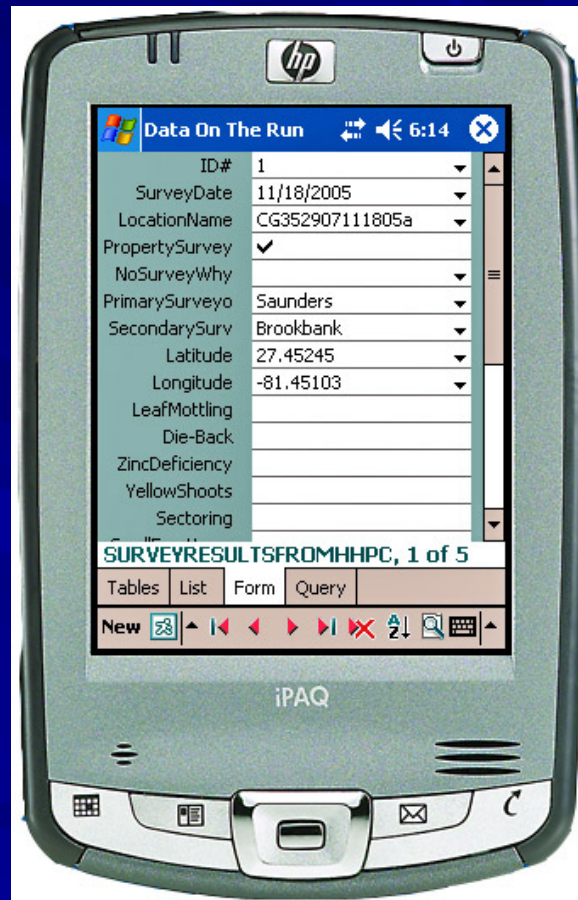 hp
Data On The Run 6:14
ID# 1
SurveyDate 11/18/2005
LocationName CG352907111805a
PropertySurvey ✓
NoSurveyWhy
PrimarySurveyo Saunders
SecondarySurv Brookbank
Latitude 27.45245
Longitude -81.45103
LeafMottling
Die-Back
ZincDeficiency
YellowShoots
Sectoring
SURVEYRESULTSFROMHHPC, 1 of 5
Tables List Form Query
New
iPAQ